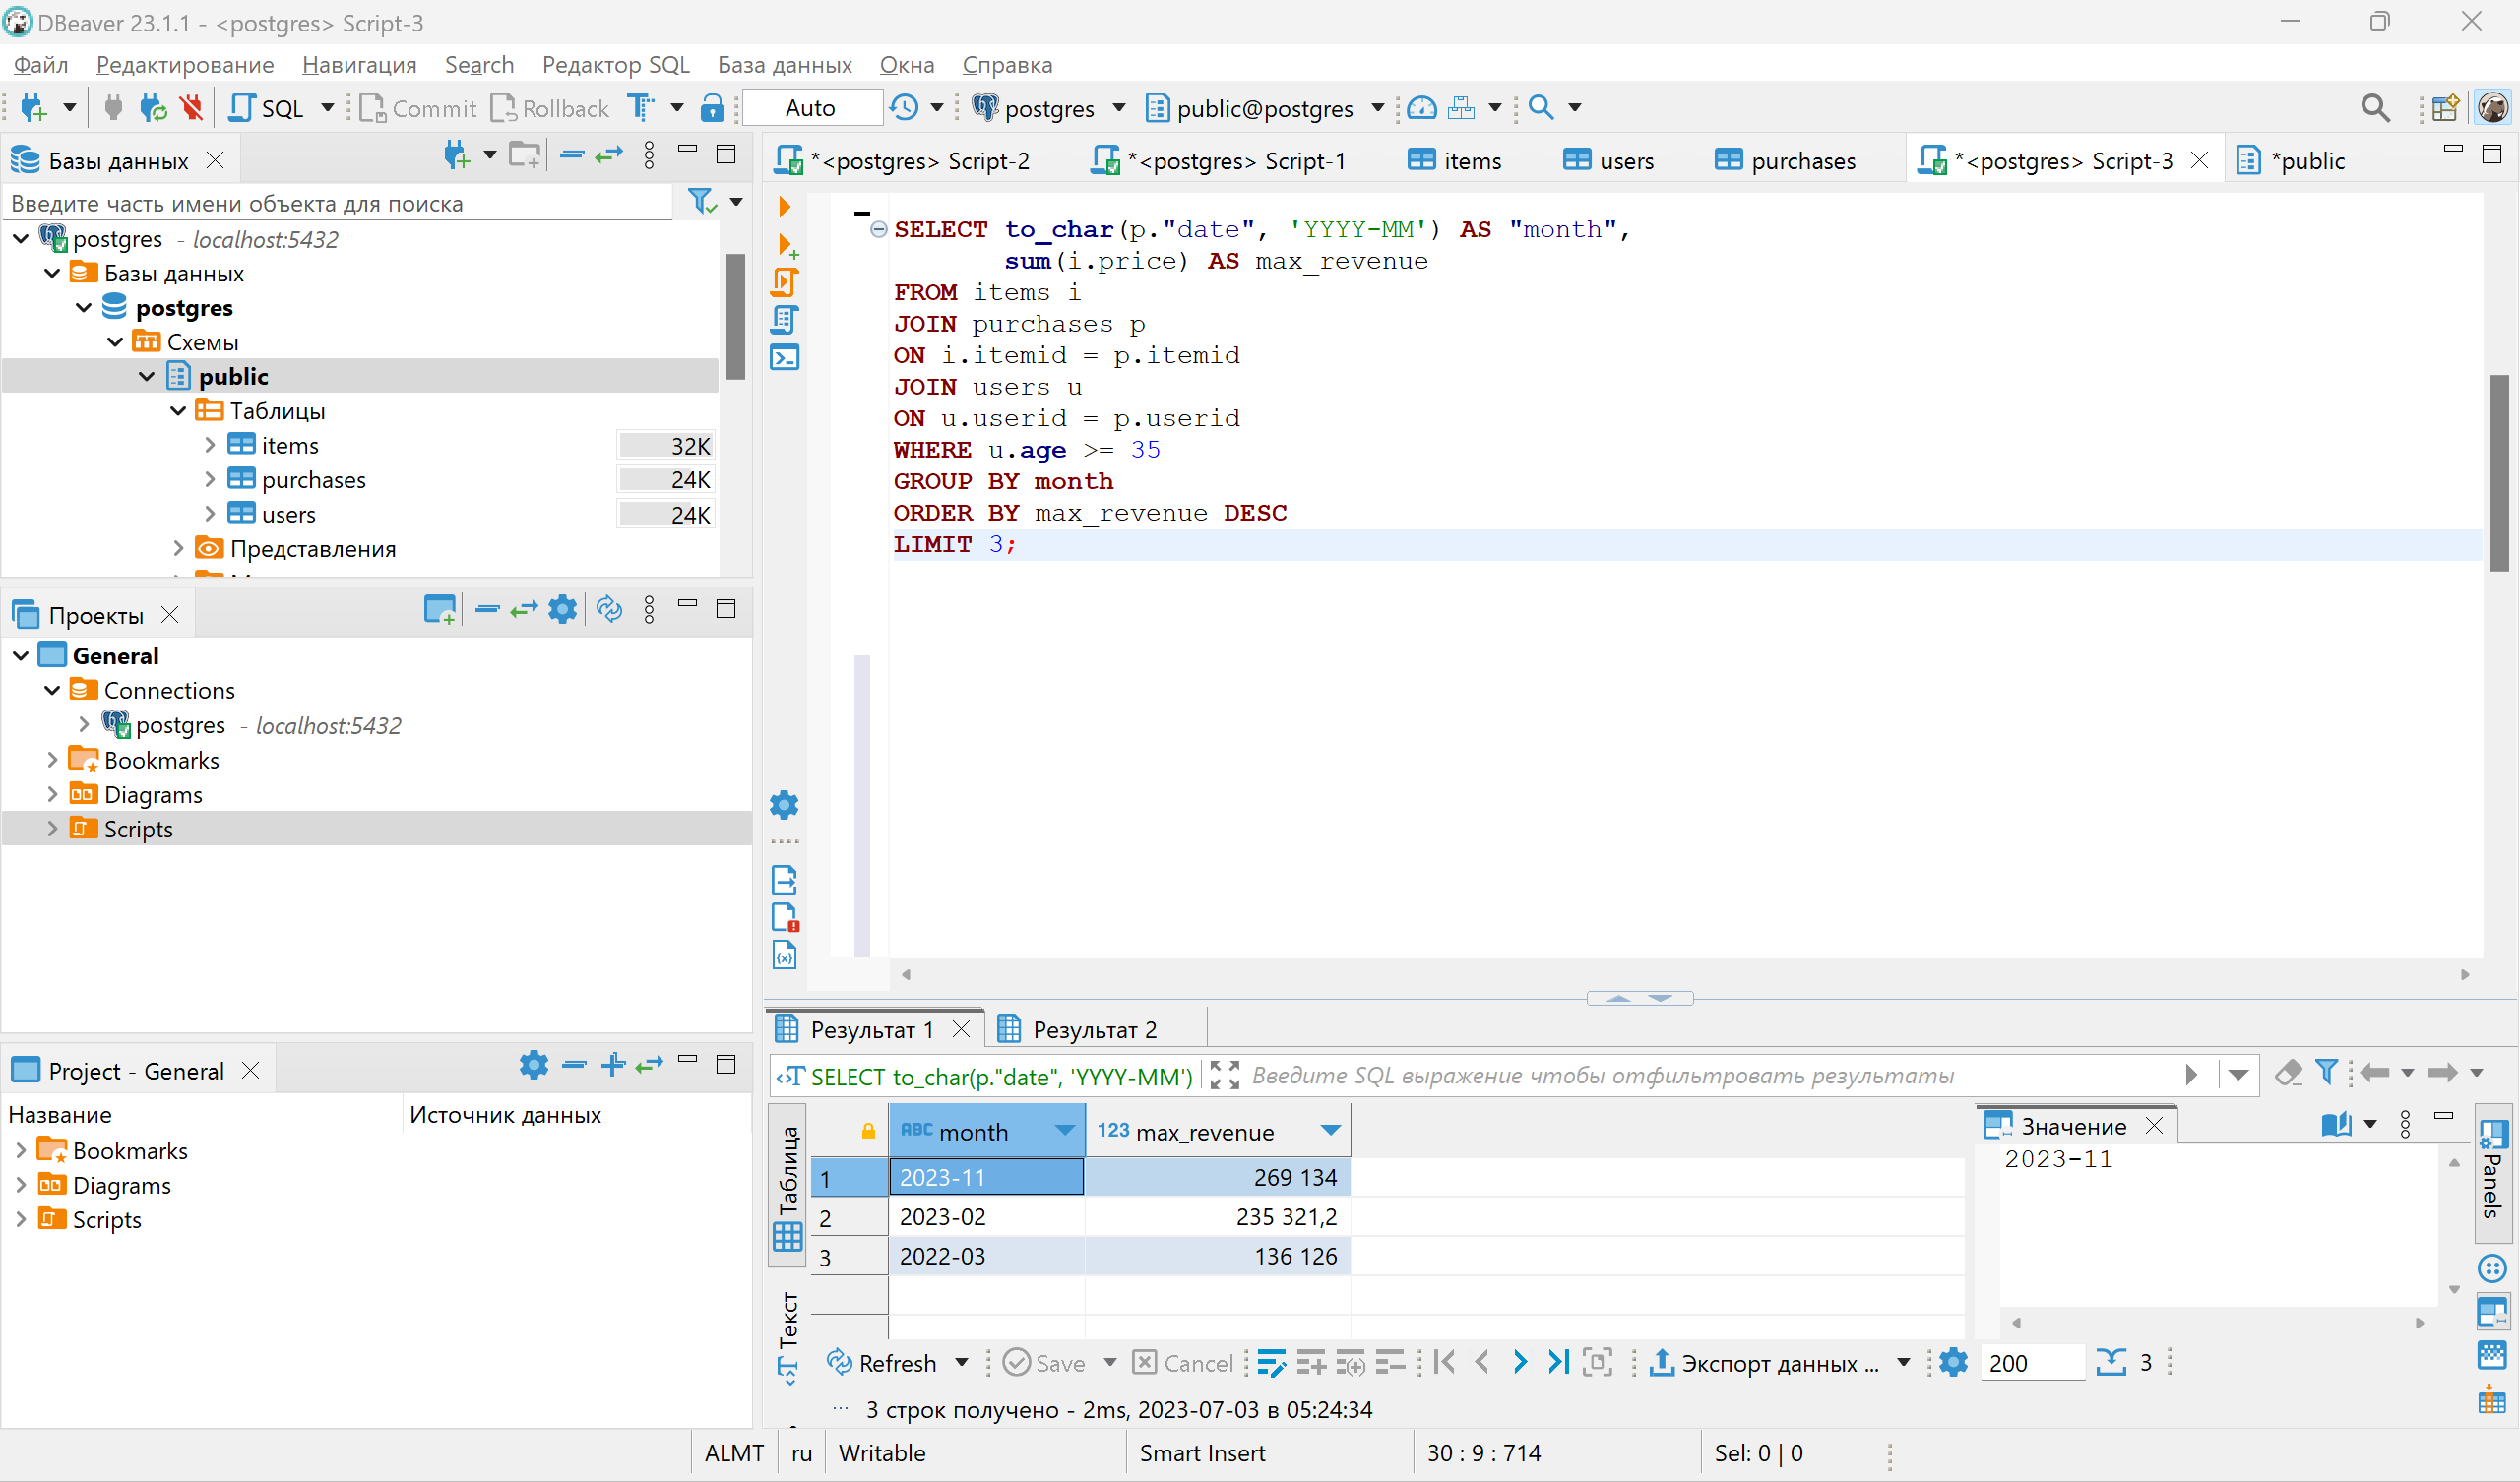 DBeaver 23.1.1 - <postgres> Script-3
Файл Редактирование Навигация Search Редактор SQL База данных Окна Справка
SQL Commit Rollback Auto postgres public@postgres
Базы данных
Введите часть имени объекта для поиска
postgres - localhost:5432
Базы данных
postgres
Схемы
public
Таблицы
items 32K
purchases 24K
users 24K
Представления
Проекты
General
Connections
postgres - localhost:5432
Bookmarks
Diagrams
Scripts
Project - General
Название Источник данных
Bookmarks
Diagrams
Scripts
*<postgres> Script-2 *<postgres> Script-1 items users purchases *<postgres> Script-3 *public
SELECT to_char(p."date", 'YYYY-MM') AS "month",
sum(i.price) AS max_revenue
FROM items i
JOIN purchases p
ON i.itemid = p.itemid
JOIN users u
ON u.userid = p.userid
WHERE u.age >= 35
GROUP BY month
ORDER BY max_revenue DESC
LIMIT 3;
Результат 1 Результат 2
SELECT to_char(p."date", 'YYYY-MM') Введите SQL выражение чтобы отфильтровать результаты
Таблица
Текст
ABC month 123 max_revenue
1 2023-11 269 134
2 2023-02 235 321,2
3 2022-03 136 126
Значение
2023-11
Panels
Refresh Save Cancel Экспорт данных ... 200 3
3 строк получено - 2ms, 2023-07-03 в 05:24:34
ALMT ru Writable Smart Insert 30 : 9 : 714 Sel: 0 | 0